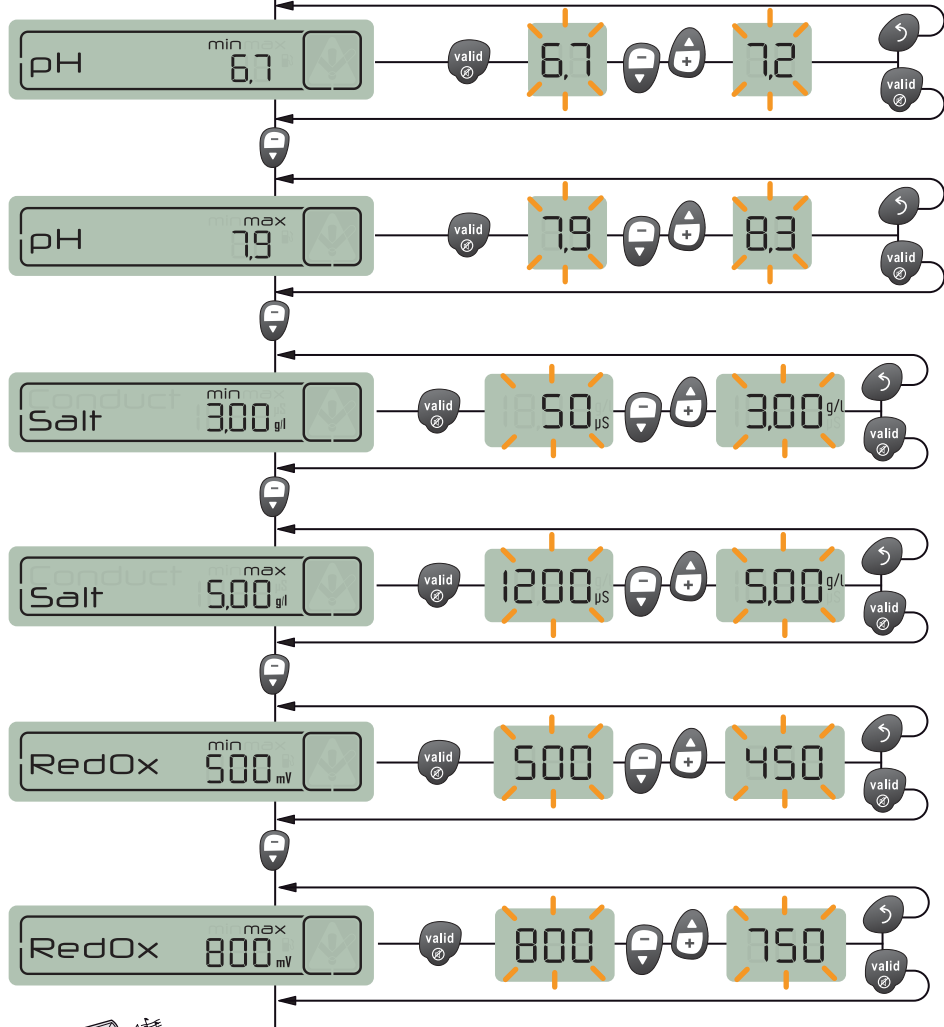 pH min 6,7 valid 6,7 − + 7,2 valid
−
pH max 7,9 valid 7,9 − + 8,3 valid
−
Salt min 3,00 g/l valid 50 µS − + 3,00 g/l valid
−
Salt max 5,00 g/l valid 1200 µS − + 5,00 g/l valid
−
RedOx min 500 mV valid 500 − + 450 valid
−
RedOx max 800 mV valid 800 − + 750 valid